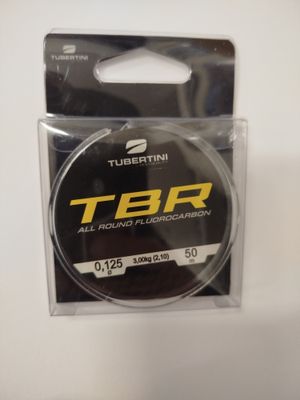 TUBERTINI
TUBERTINI
TBR
ALL ROUND FLUOROCARBON
0,125
ø
3,00kg (2,10)
50
m